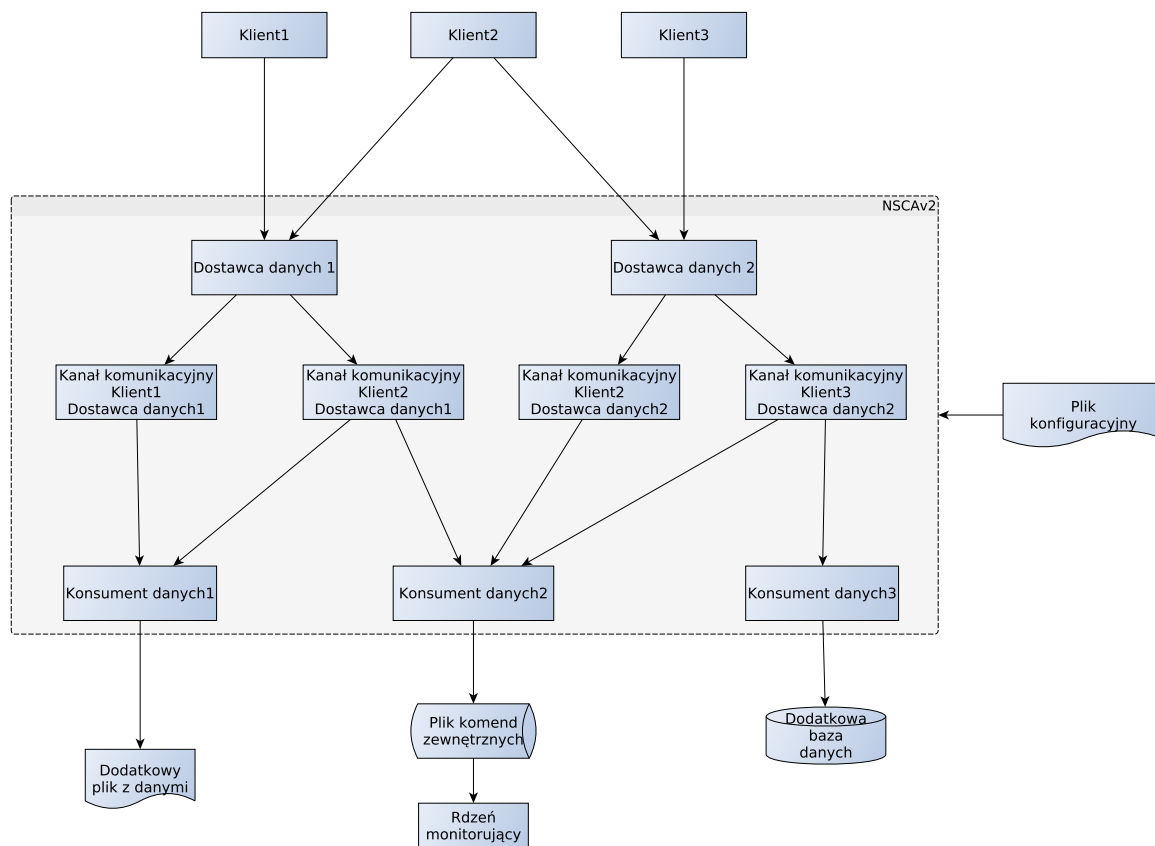 Klient1
Klient2
Klient3
NSCAv2
Dostawca danych 1
Dostawca danych 2
Kanał komunikacyjny
Klient1
Dostawca danych1
Kanał komunikacyjny
Klient2
Dostawca danych1
Kanał komunikacyjny
Klient2
Dostawca danych2
Kanał komunikacyjny
Klient3
Dostawca danych2
Plik
konfiguracyjny
Konsument danych1
Konsument danych2
Konsument danych3
Dodatkowy
plik z danymi
Plik komend
zewnętrznych
Dodatkowa
baza
danych
Rdzeń
monitorujący